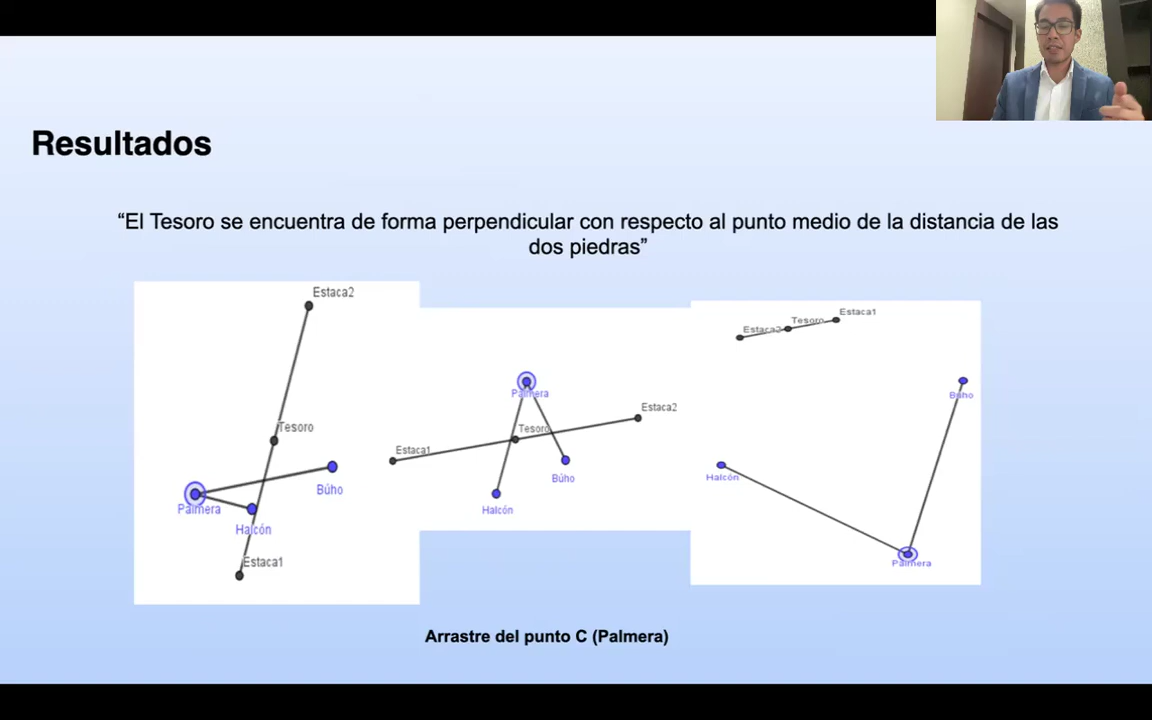 Resultados
“El Tesoro se encuentra de forma perpendicular con respecto al punto medio de la distancia de las
dos piedras”
Estaca2
Tesoro
Búho
Palmera
Halcón
Estaca1
Palmera
Estaca2
Tesoro
Estaca1
Búho
Halcón
Estaca1
Tesoro
Estaca2
Búho
Halcón
Palmera
Arrastre del punto C (Palmera)